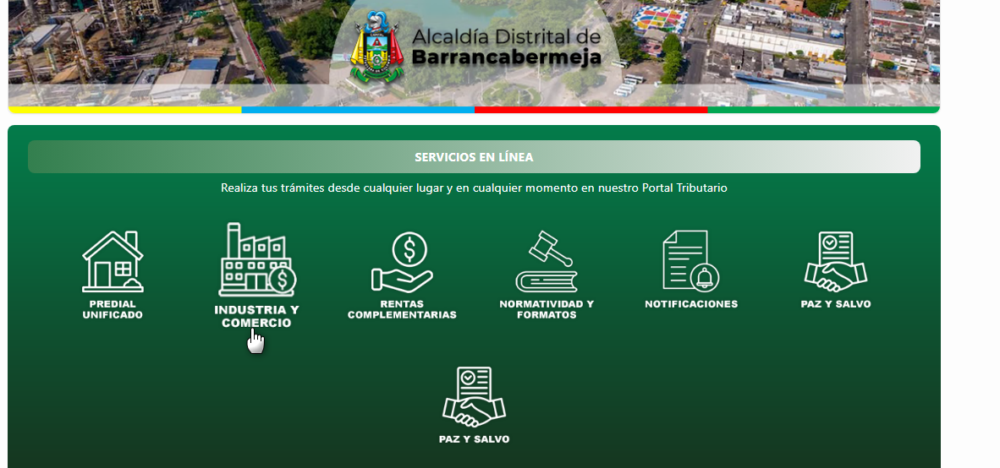 Alcaldía Distrital de
Barrancabermeja
SERVICIOS EN LÍNEA
Realiza tus trámites desde cualquier lugar y en cualquier momento en nuestro Portal Tributario
PREDIAL
UNIFICADO
INDUSTRIA Y
COMERCIO
RENTAS
COMPLEMENTARIAS
NORMATIVIDAD Y
FORMATOS
NOTIFICACIONES
PAZ Y SALVO
PAZ Y SALVO